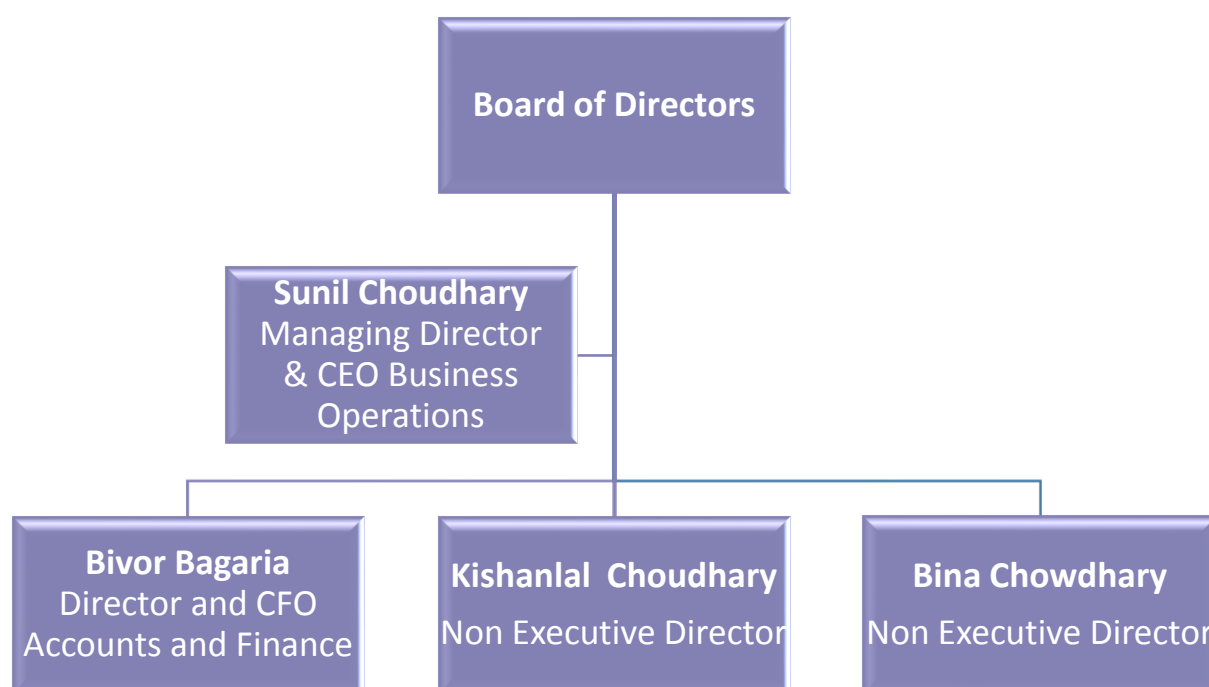 Board of Directors
Sunil Choudhary
Managing Director
& CEO Business
Operations
Bivor Bagaria
Director and CFO
Accounts and Finance
Kishanlal Choudhary
Non Executive Director
Bina Chowdhary
Non Executive Director